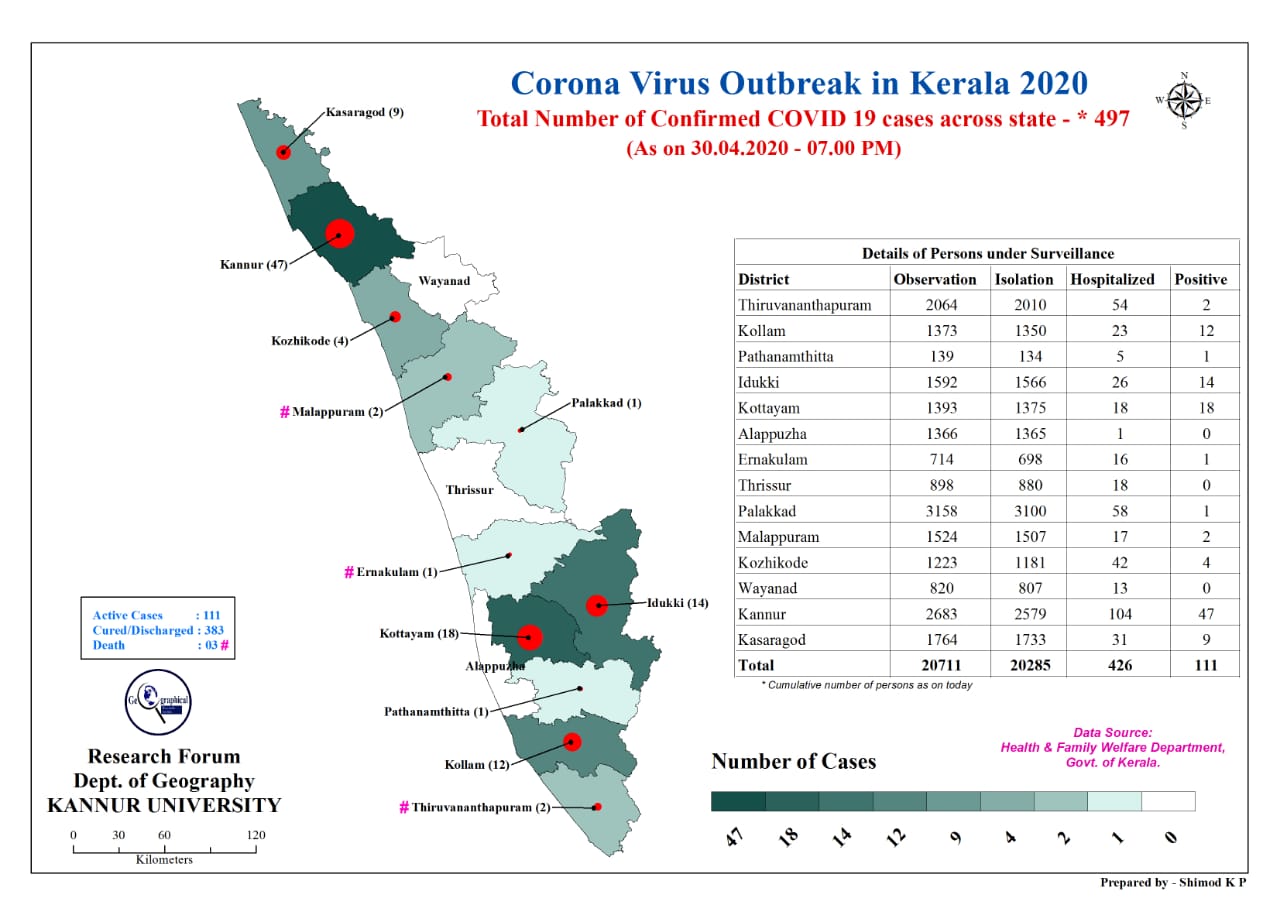 Corona Virus Outbreak in Kerala 2020
Total Number of Confirmed COVID 19 cases across state - * 497
(As on 30.04.2020 - 07.00 PM)
N
W E
S
Kasaragod (9)
Kannur (47)
Wayanad
Kozhikode (4)
# Malappuram (2)
Palakkad (1)
Thrissur
# Ernakulam (1)
Idukki (14)
Kottayam (18)
Alappuzha
Pathanamthitta (1)
Kollam (12)
# Thiruvananthapuram (2)
Details of Persons under Surveillance
District Observation Isolation Hospitalized Positive
Thiruvananthapuram 2064 2010 54 2
Kollam 1373 1350 23 12
Pathanamthitta 139 134 5 1
Idukki 1592 1566 26 14
Kottayam 1393 1375 18 18
Alappuzha 1366 1365 1 0
Ernakulam 714 698 16 1
Thrissur 898 880 18 0
Palakkad 3158 3100 58 1
Malappuram 1524 1507 17 2
Kozhikode 1223 1181 42 4
Wayanad 820 807 13 0
Kannur 2683 2579 104 47
Kasaragod 1764 1733 31 9
Total 20711 20285 426 111
* Cumulative number of persons as on today
Active Cases : 111
Cured/Discharged : 383
Death : 03 #
Geographical
Research Forum
Dept. of Geography
KANNUR UNIVERSITY
0 30 60 120
Kilometers
Data Source:
Health & Family Welfare Department,
Govt. of Kerala.
Number of Cases
47 18 14 12 9 4 2 1 0
Prepared by - Shimod K P